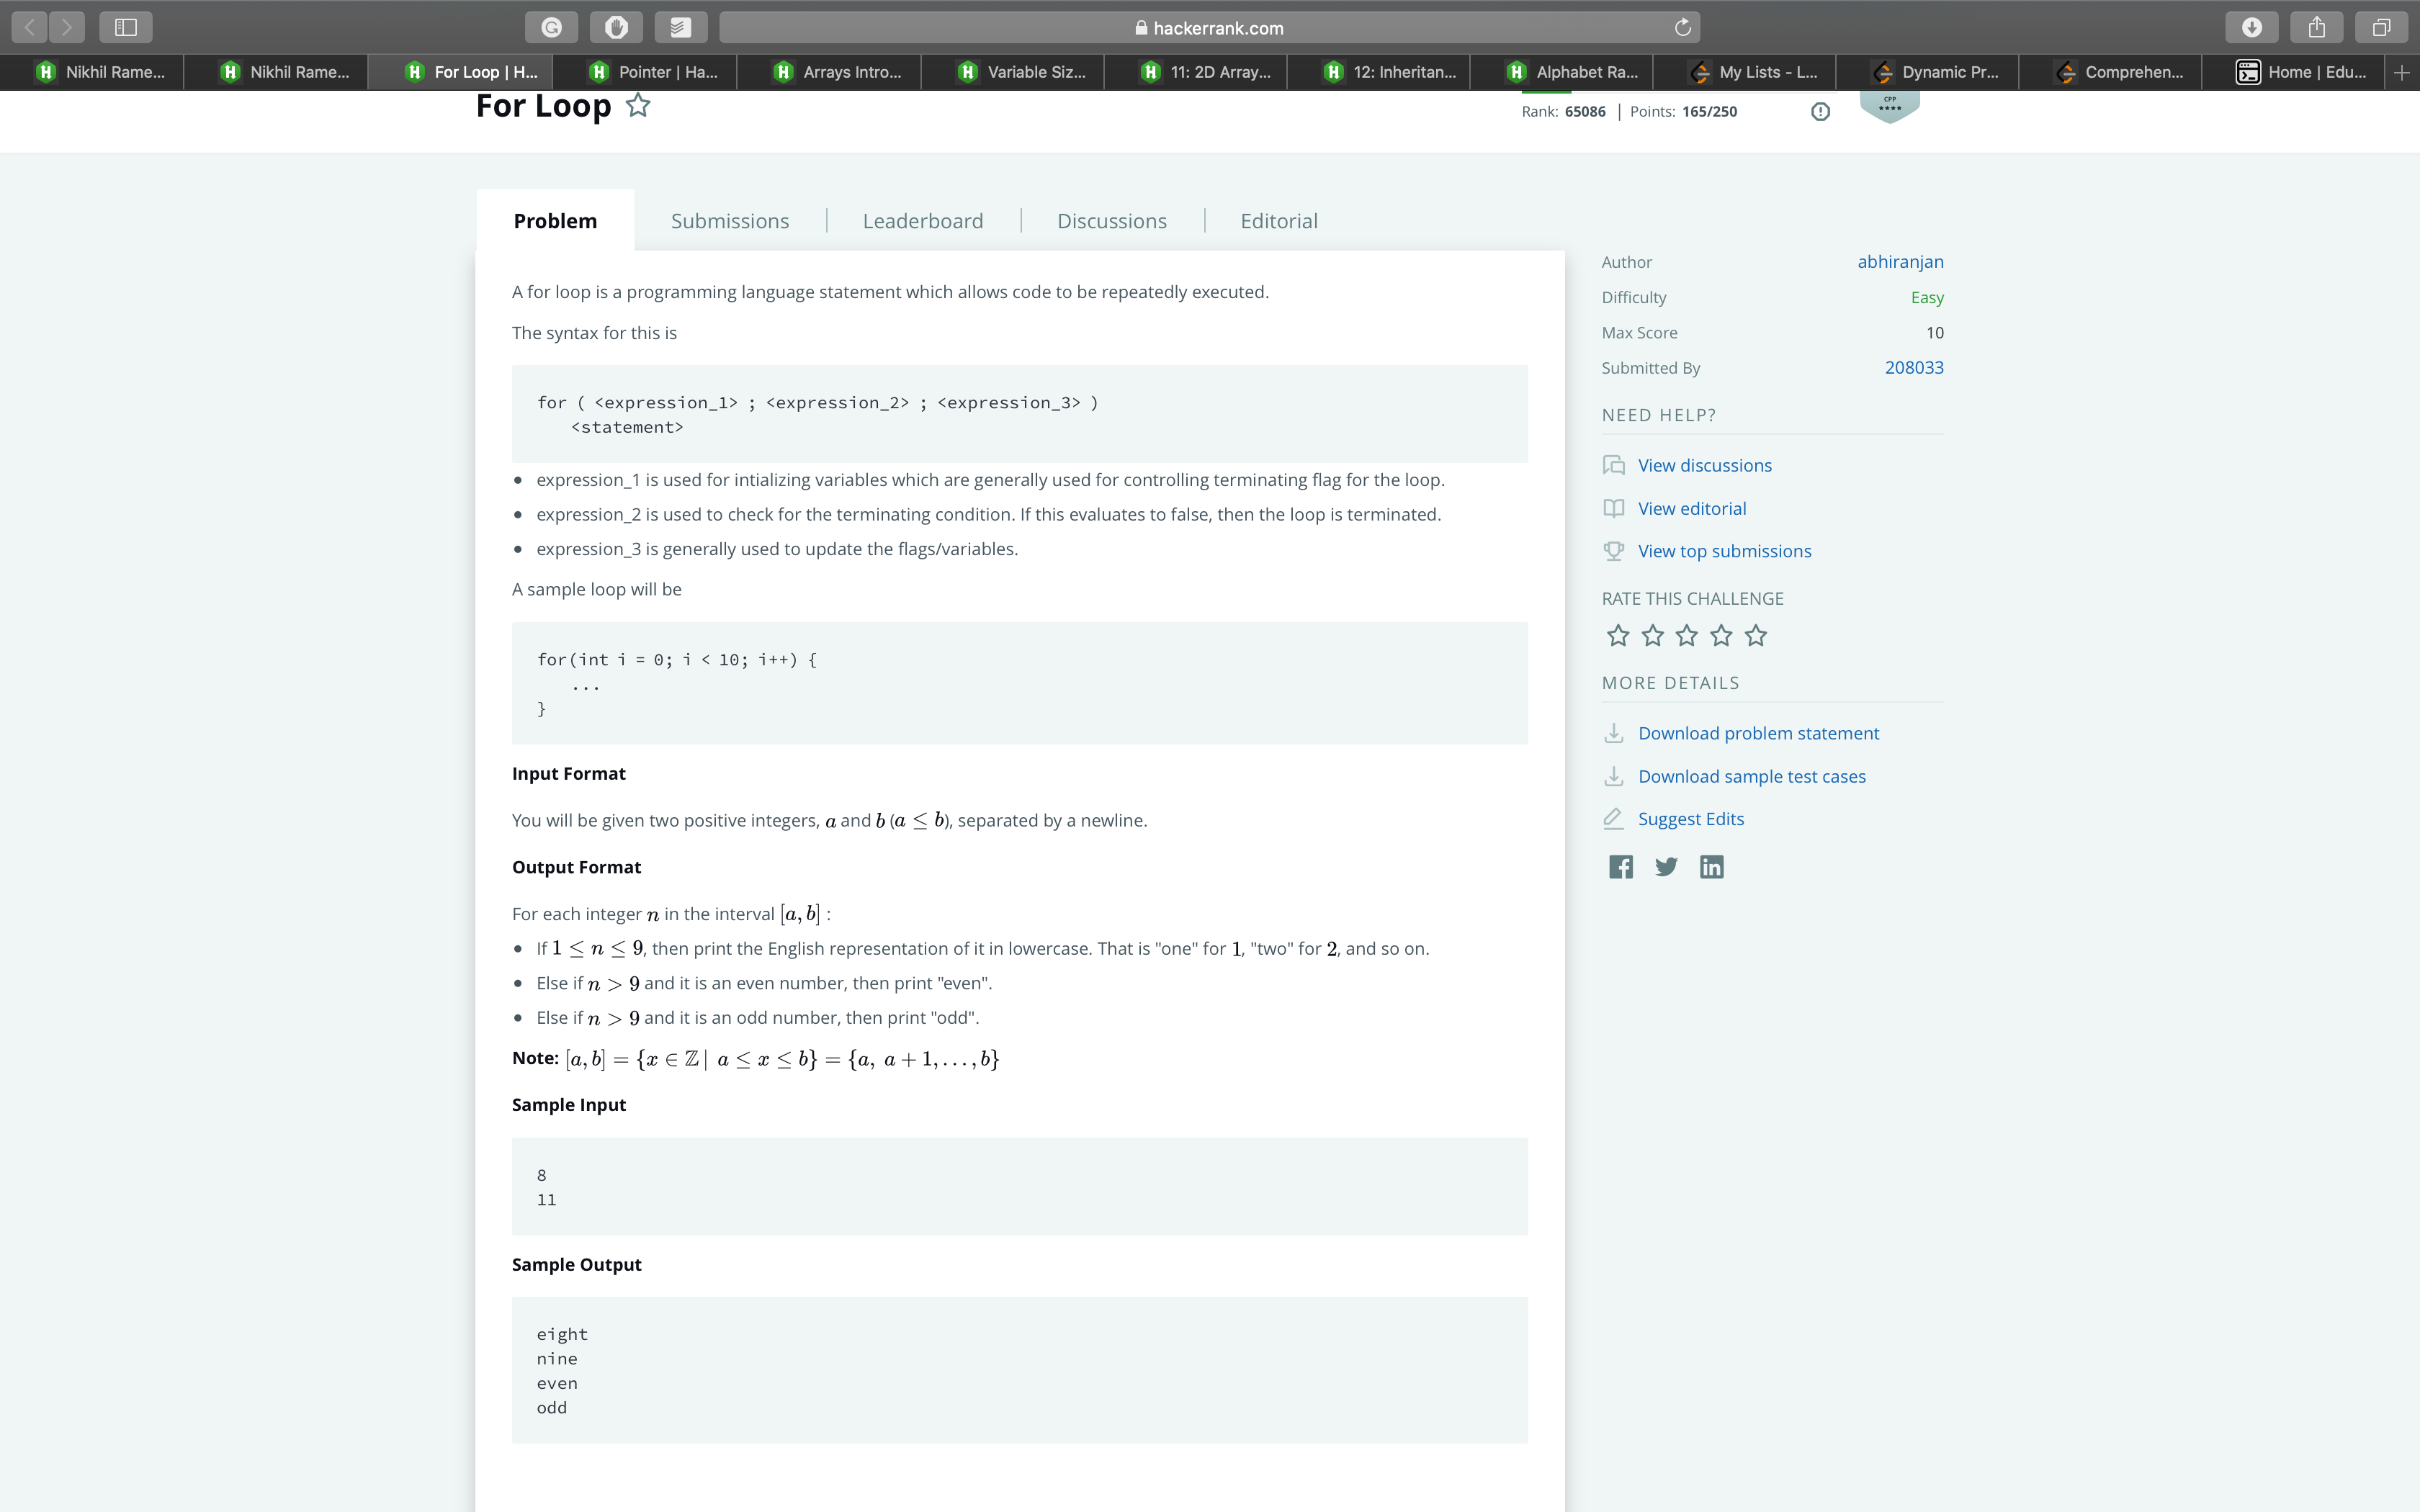 hackerrank.com
Nikhil Rame...
Nikhil Rame...
For Loop | H...
Pointer | Ha...
Arrays Intro...
Variable Siz...
11: 2D Array...
12: Inheritan...
Alphabet Ra...
My Lists - L...
Dynamic Pr...
Comprehen...
Home | Edu...
For Loop
Rank: 65086 | Points: 165/250
CPP
Problem
Submissions
Leaderboard
Discussions
Editorial
A for loop is a programming language statement which allows code to be repeatedly executed.
The syntax for this is
for ( <expression_1> ; <expression_2> ; <expression_3> )
<statement>
• expression_1 is used for intializing variables which are generally used for controlling terminating flag for the loop.
• expression_2 is used to check for the terminating condition. If this evaluates to false, then the loop is terminated.
• expression_3 is generally used to update the flags/variables.
A sample loop will be
for(int i = 0; i < 10; i++) {
...
}
Input Format
You will be given two positive integers, a and b (a ≤ b), separated by a newline.
Output Format
For each integer n in the interval [a, b] :
• If 1 ≤ n ≤ 9, then print the English representation of it in lowercase. That is "one" for 1, "two" for 2, and so on.
• Else if n > 9 and it is an even number, then print "even".
• Else if n > 9 and it is an odd number, then print "odd".
Note: [a, b] = {x ∈ ℤ | a ≤ x ≤ b} = {a, a + 1, . . . , b}
Sample Input
8
11
Sample Output
eight
nine
even
odd
Author abhiranjan
Difficulty Easy
Max Score 10
Submitted By 208033
NEED HELP?
View discussions
View editorial
View top submissions
RATE THIS CHALLENGE
MORE DETAILS
Download problem statement
Download sample test cases
Suggest Edits